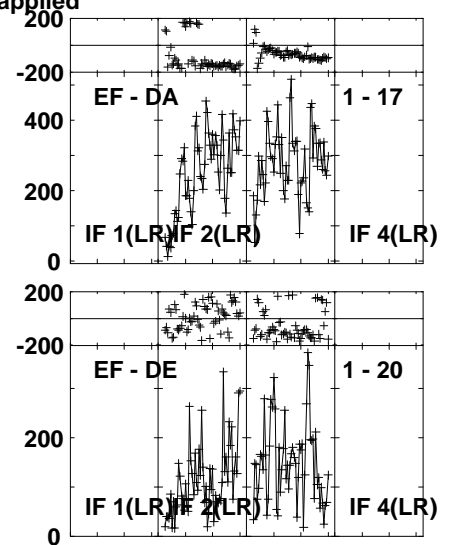 applied
200
-200
EF - DA 1 - 17
400
200
IF 1(LR) IF 2(LR) IF 4(LR)
0
200
-200
EF - DE 1 - 20
200
IF 1(LR) IF 2(LR) IF 4(LR)
0